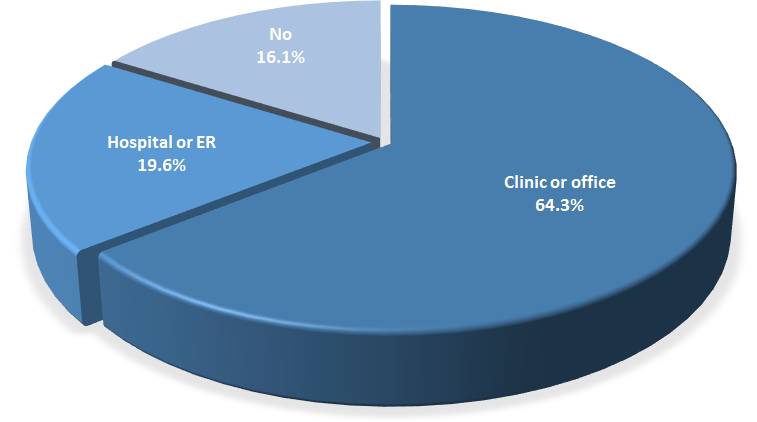 No
16.1%
Hospital or ER
19.6%
Clinic or office
64.3%